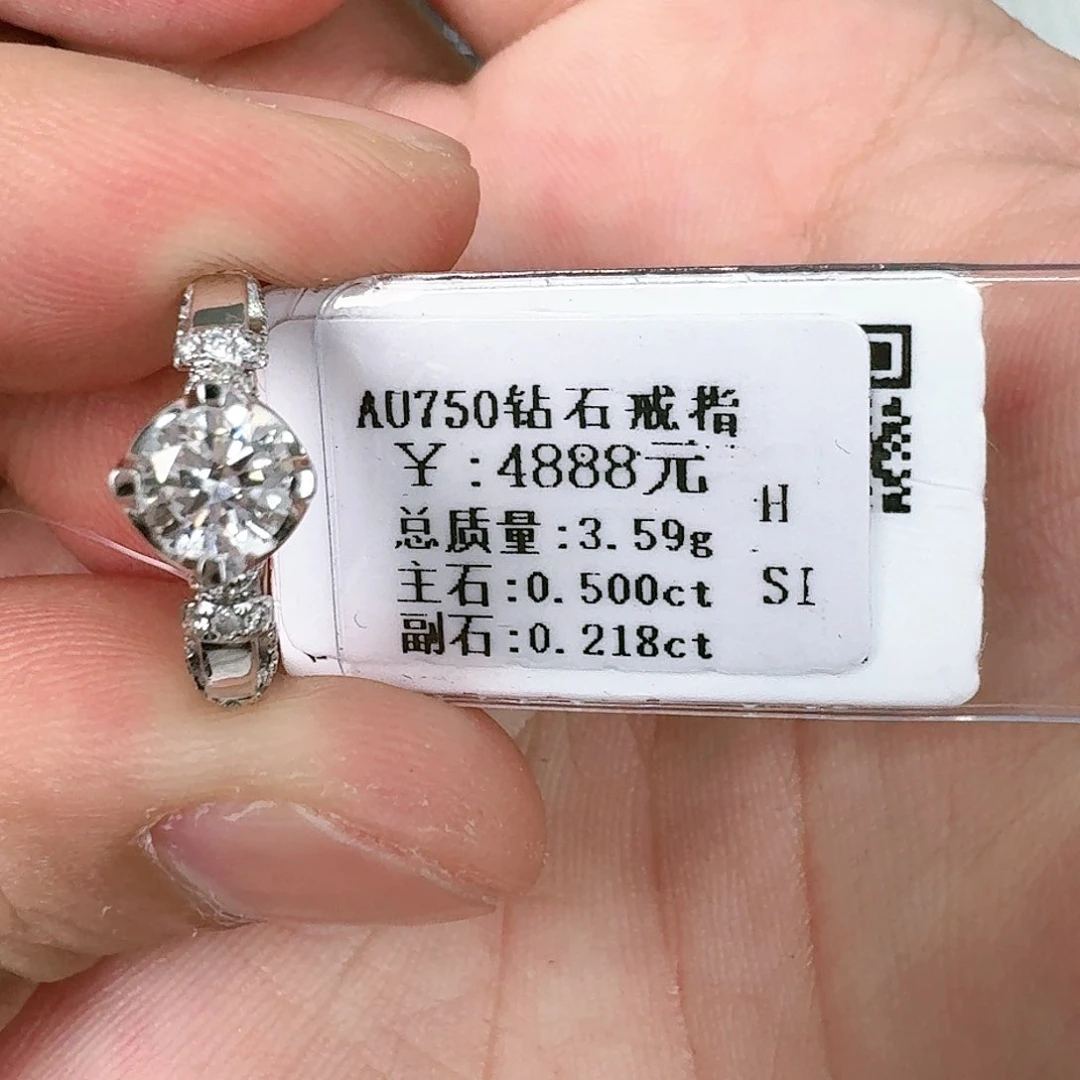 AU750钻石戒指
￥:4888元
总质量:3.59g
主石:0.500ct
副石:0.218ct
H
SI